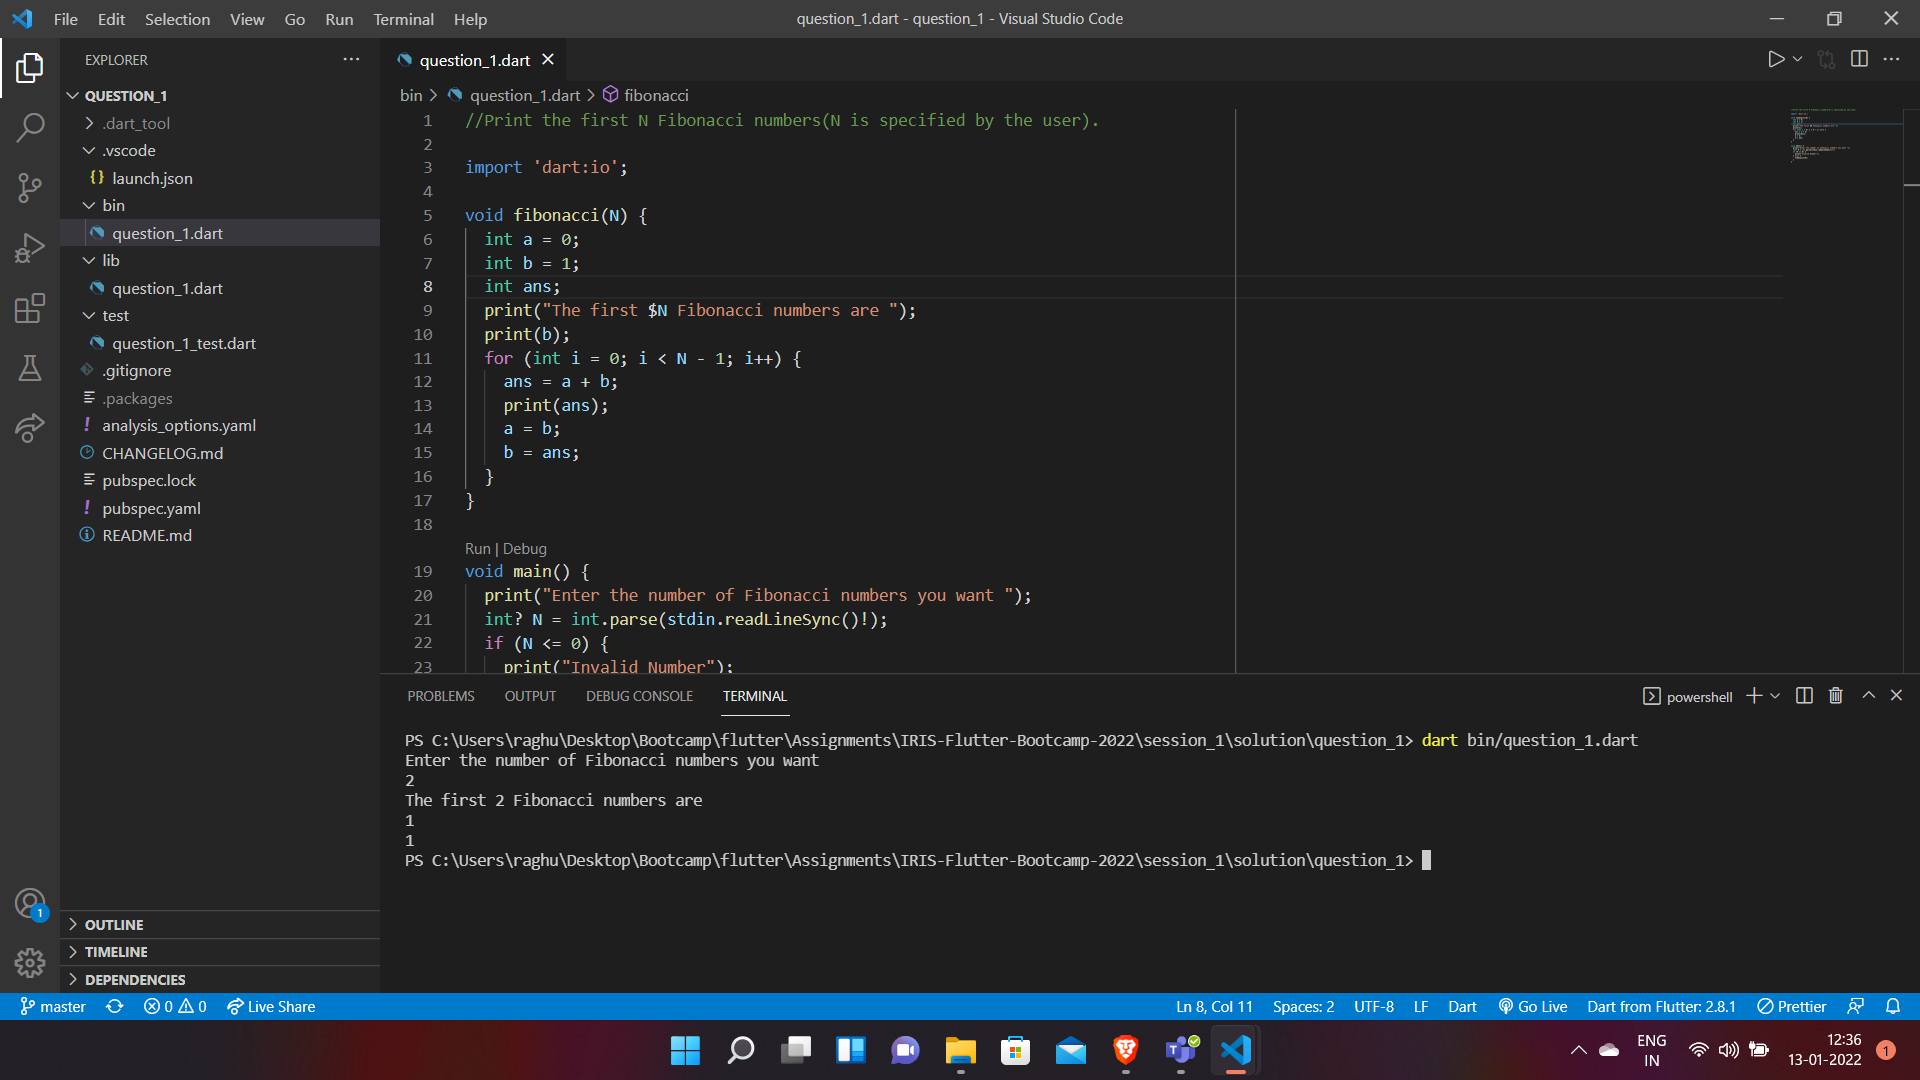 File Edit Selection View Go Run Terminal Help
question_1.dart - question_1 - Visual Studio Code
EXPLORER
QUESTION_1
.dart_tool
.vscode
{} launch.json
bin
question_1.dart
lib
question_1.dart
test
question_1_test.dart
.gitignore
.packages
! analysis_options.yaml
CHANGELOG.md
pubspec.lock
! pubspec.yaml
README.md
OUTLINE
TIMELINE
DEPENDENCIES
1
question_1.dart
bin > question_1.dart > fibonacci
1 //Print the first N Fibonacci numbers(N is specified by the user).
2
3 import 'dart:io';
4
5 void fibonacci(N) {
6 int a = 0;
7 int b = 1;
8 int ans;
9 print("The first $N Fibonacci numbers are ");
10 print(b);
11 for (int i = 0; i < N - 1; i++) {
12 ans = a + b;
13 print(ans);
14 a = b;
15 b = ans;
16 }
17 }
18
Run | Debug
19 void main() {
20 print("Enter the number of Fibonacci numbers you want ");
21 int? N = int.parse(stdin.readLineSync()!);
22 if (N <= 0) {
23 print("Invalid Number");
PROBLEMS OUTPUT DEBUG CONSOLE TERMINAL
powershell
PS C:\Users\raghu\Desktop\Bootcamp\flutter\Assignments\IRIS-Flutter-Bootcamp-2022\session_1\solution\question_1> dart bin/question_1.dart
Enter the number of Fibonacci numbers you want
2
The first 2 Fibonacci numbers are
1
1
PS C:\Users\raghu\Desktop\Bootcamp\flutter\Assignments\IRIS-Flutter-Bootcamp-2022\session_1\solution\question_1>
master 0 0 Live Share
Ln 8, Col 11 Spaces: 2 UTF-8 LF Dart Go Live Dart from Flutter: 2.8.1 Prettier
ENG
IN
12:36
13-01-2022
1